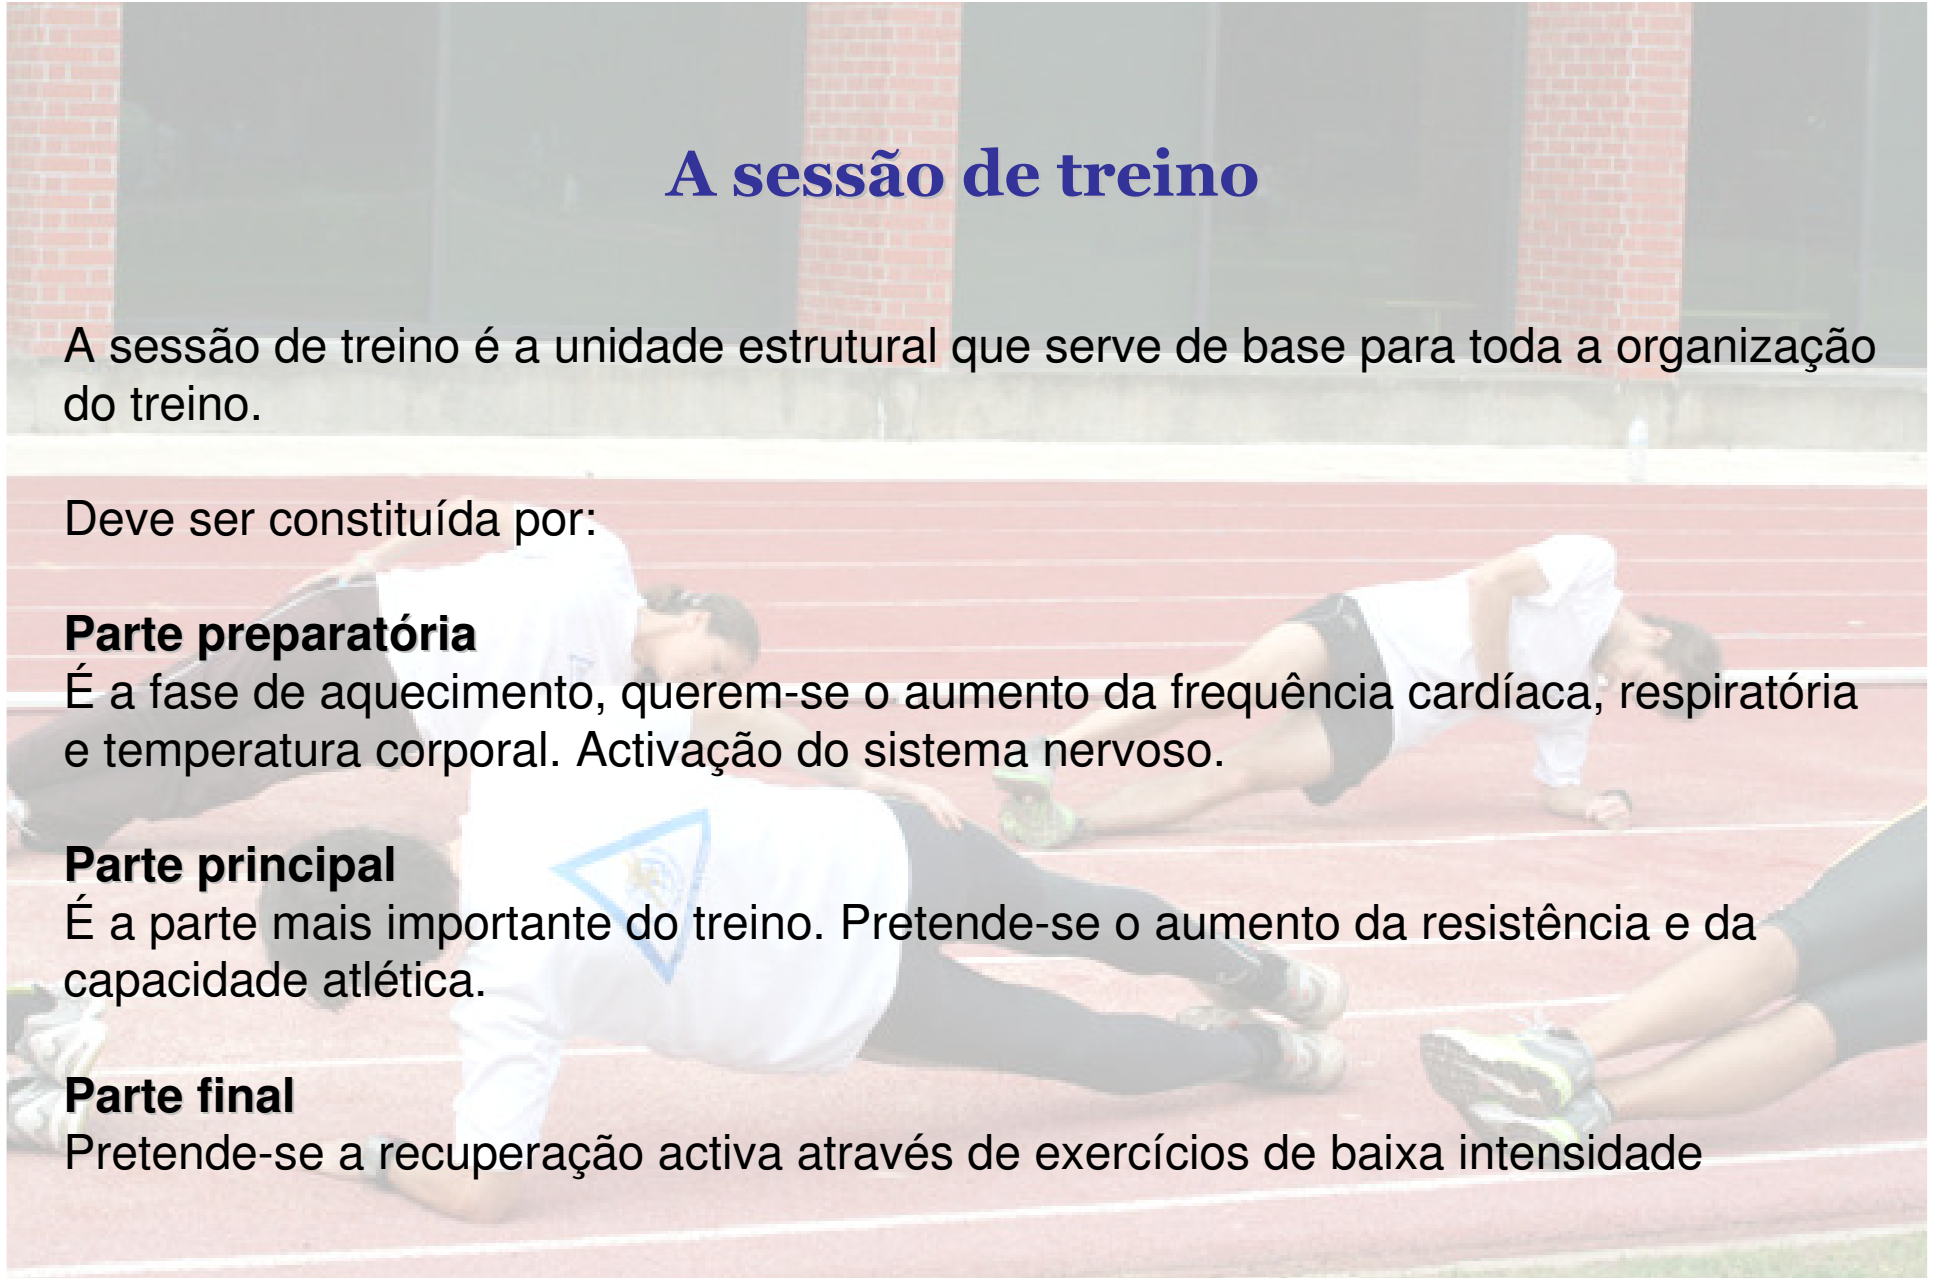 A sessão de treino
A sessão de treino é a unidade estrutural que serve de base para toda a organização
do treino.
Deve ser constituída por:
Parte preparatória
É a fase de aquecimento, querem-se o aumento da frequência cardíaca, respiratória
e temperatura corporal. Activação do sistema nervoso.
Parte principal
É a parte mais importante do treino. Pretende-se o aumento da resistência e da
capacidade atlética.
Parte final
Pretende-se a recuperação activa através de exercícios de baixa intensidade